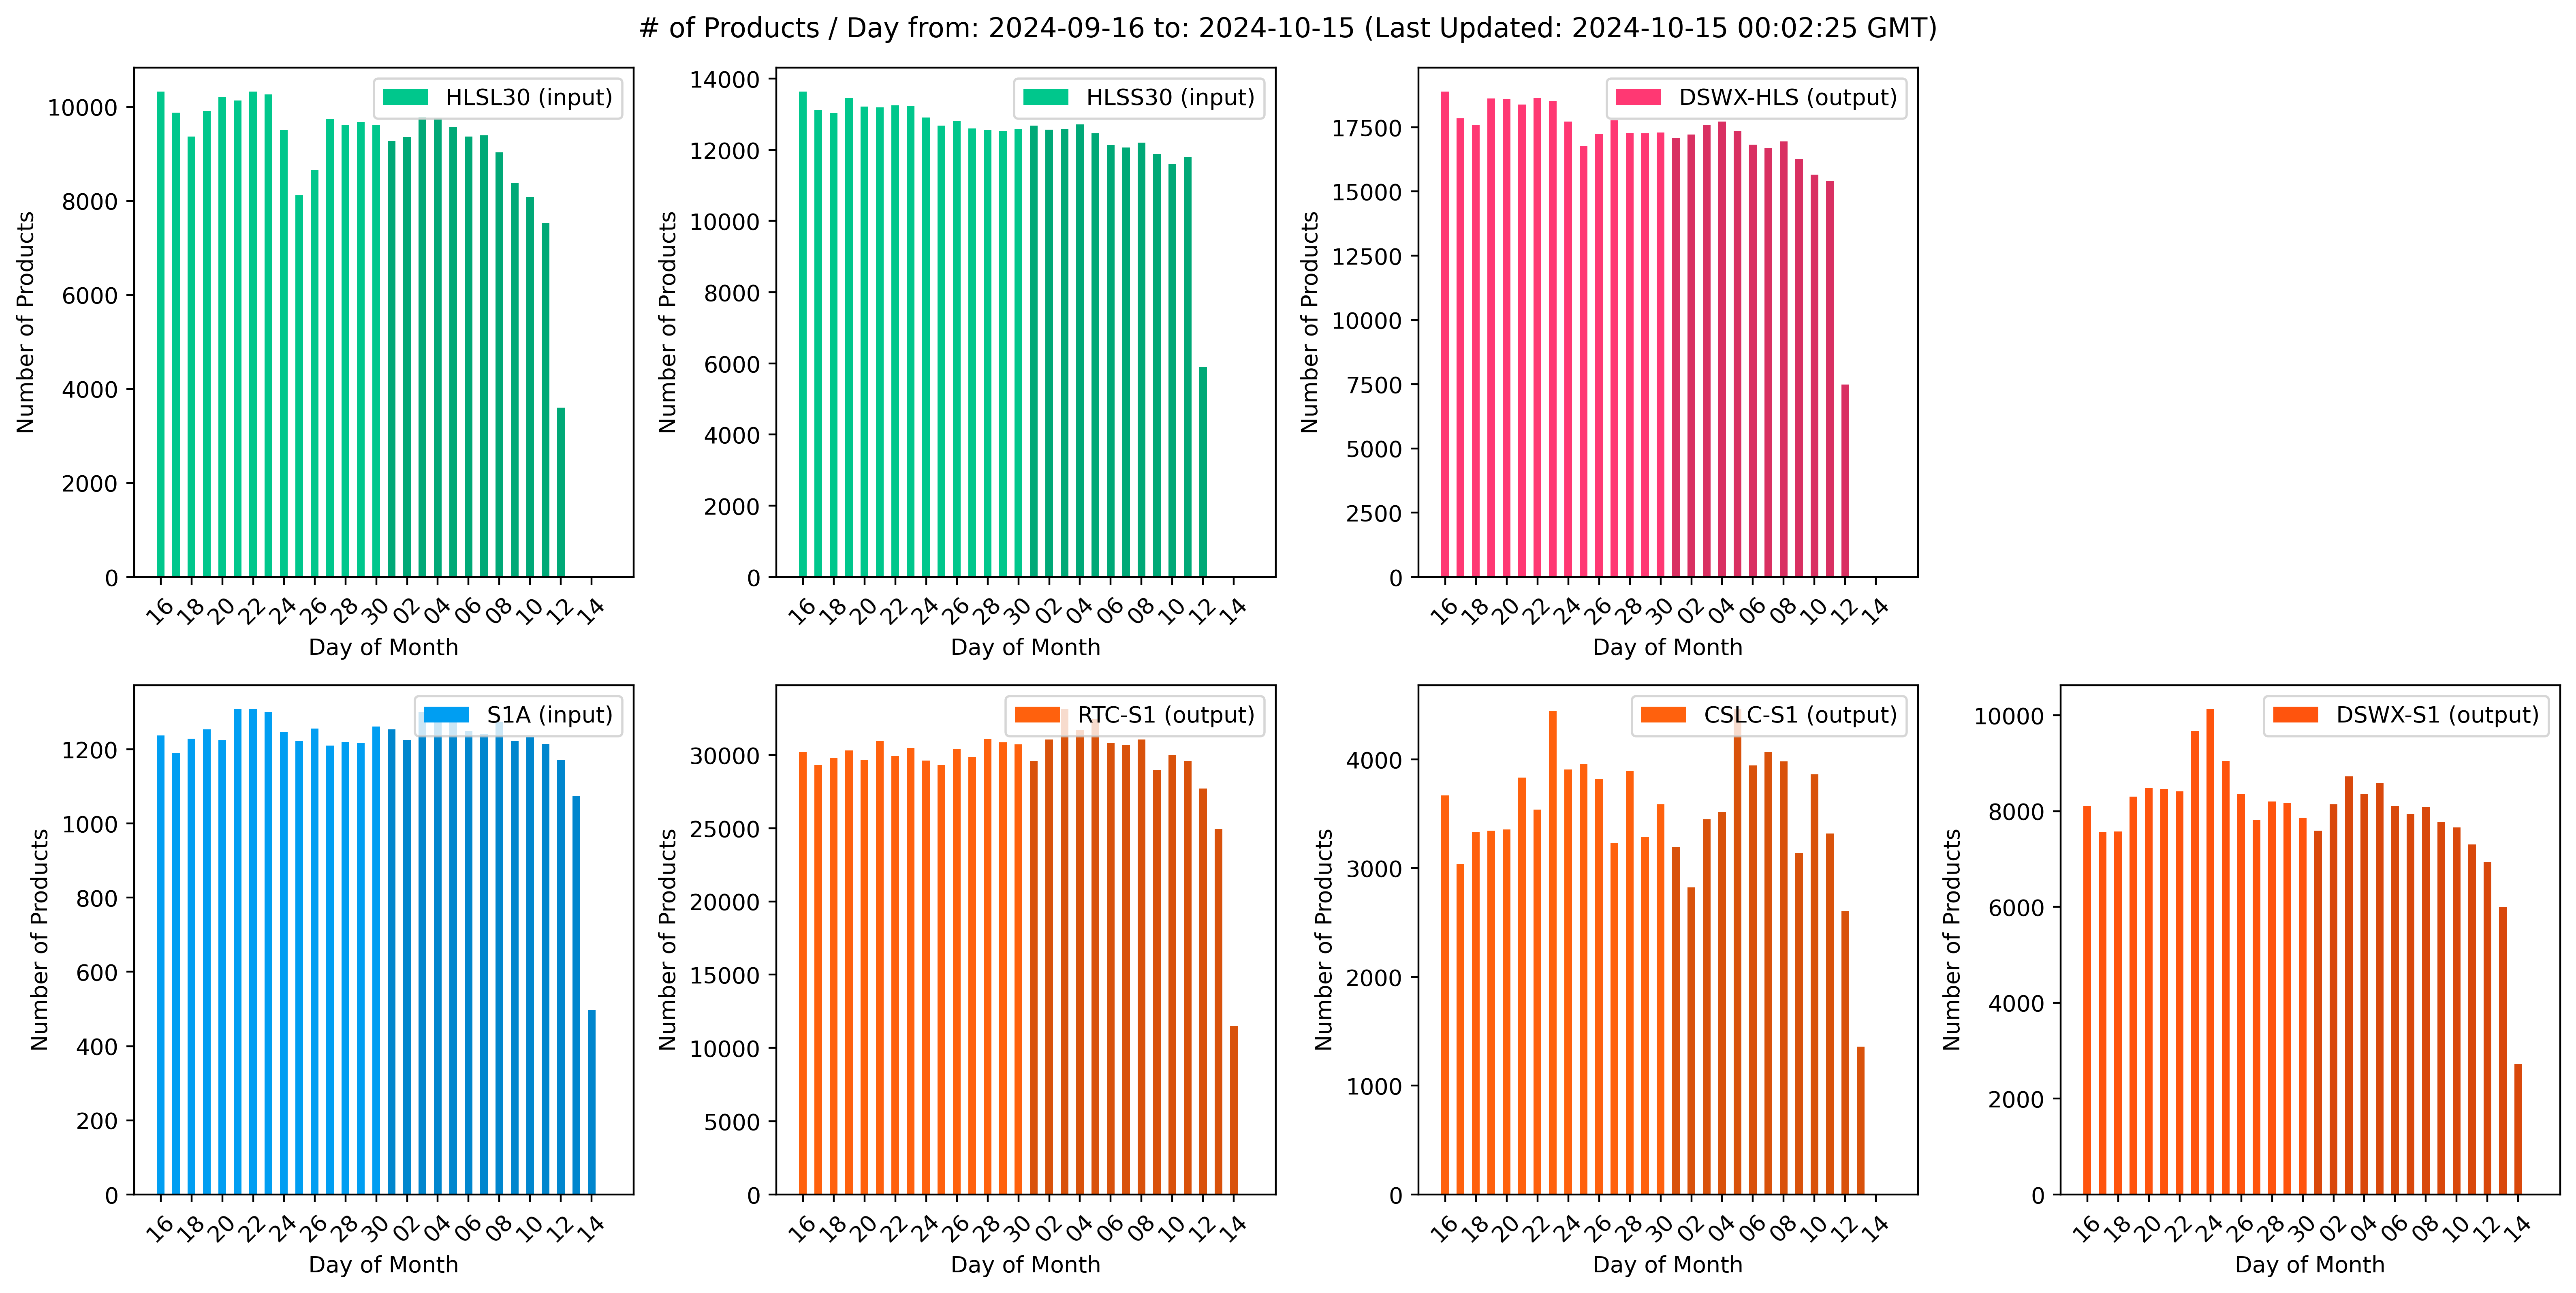 # of Products / Day from: 2024-09-16 to: 2024-10-15 (Last Updated: 2024-10-15 00:02:25 GMT)
HLSL30 (input)
Number of Products
10000
8000
6000
4000
2000
0
16 18 20 22 24 26 28 30 02 04 06 08 10 12 14
Day of Month
HLSS30 (input)
Number of Products
14000
12000
10000
8000
6000
4000
2000
0
16 18 20 22 24 26 28 30 02 04 06 08 10 12 14
Day of Month
DSWX-HLS (output)
Number of Products
17500
15000
12500
10000
7500
5000
2500
0
16 18 20 22 24 26 28 30 02 04 06 08 10 12 14
Day of Month
S1A (input)
Number of Products
1200
1000
800
600
400
200
0
16 18 20 22 24 26 28 30 02 04 06 08 10 12 14
Day of Month
RTC-S1 (output)
Number of Products
30000
25000
20000
15000
10000
5000
0
16 18 20 22 24 26 28 30 02 04 06 08 10 12 14
Day of Month
CSLC-S1 (output)
Number of Products
4000
3000
2000
1000
0
16 18 20 22 24 26 28 30 02 04 06 08 10 12 14
Day of Month
DSWX-S1 (output)
Number of Products
10000
8000
6000
4000
2000
0
16 18 20 22 24 26 28 30 02 04 06 08 10 12 14
Day of Month